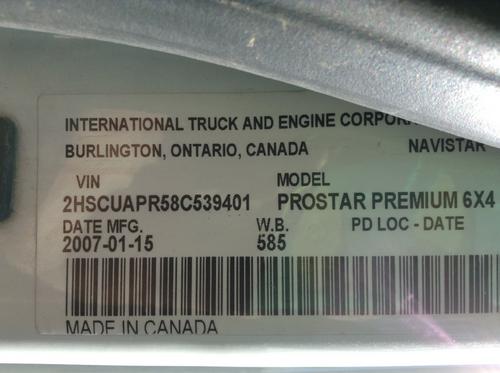 INTERNATIONAL TRUCK AND ENGINE
BURLINGTON, ONTARIO, CANADA NAVISTAR
VIN MODEL
2HSCUAPR58C539401 PROSTAR PREMIUM 6X4
DATE MFG. W.B. PD LOC - DATE
2007-01-15 585
MADE IN CANADA